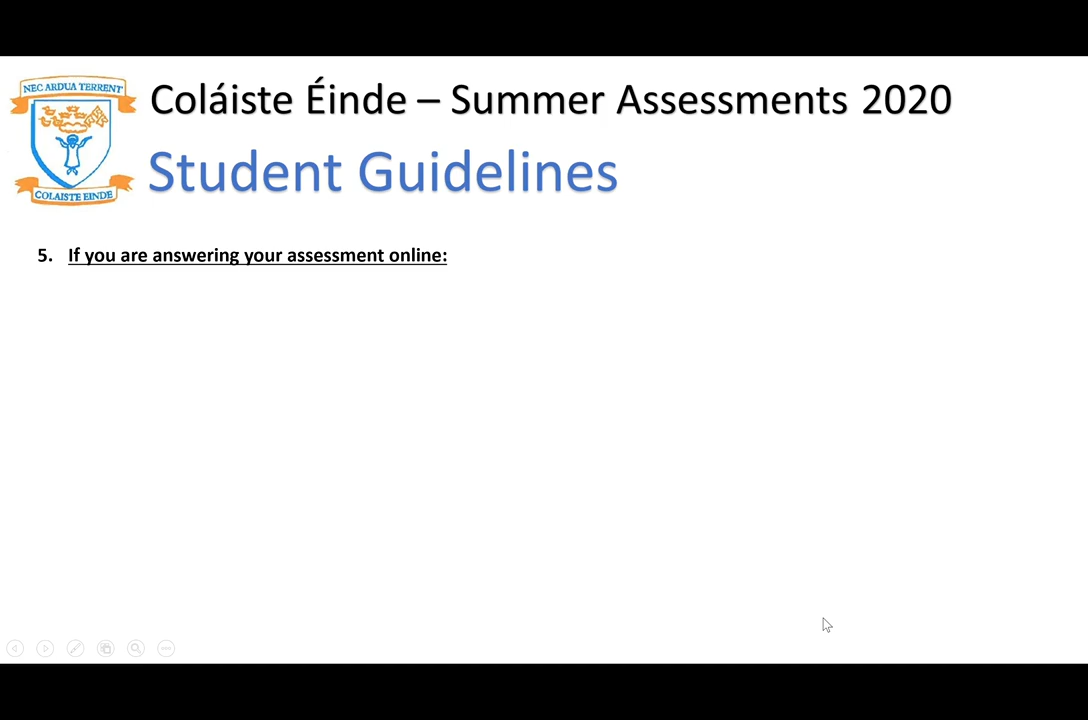 NEC ARDUA TERRENT
COLAISTE EINDE
Coláiste Éinde – Summer Assessments 2020
Student Guidelines
5. If you are answering your assessment online: